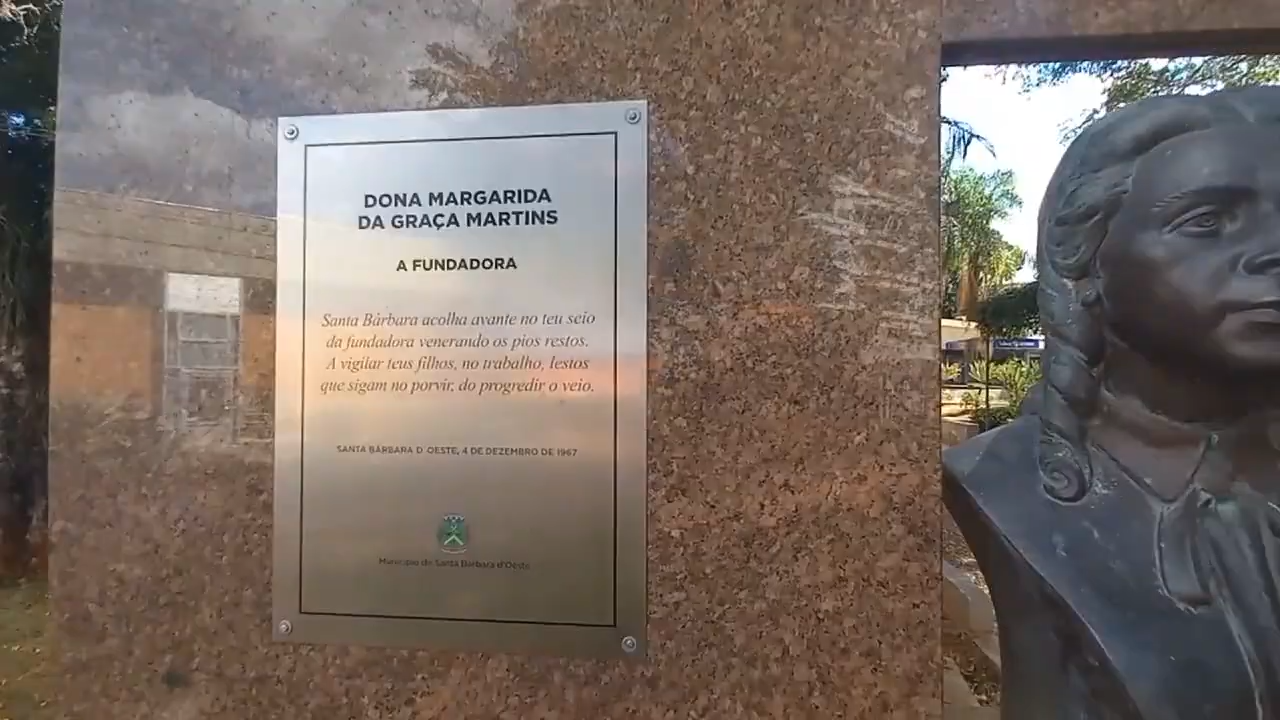 DONA MARGARIDA
DA GRAÇA MARTINS
A FUNDADORA
Santa Bárbara acolha avante no teu seio
da fundadora venerando os pios restos.
A vigilar teus filhos, no trabalho, lestos
que sigam no porvir, do progredir o veio.
SANTA BÁRBARA D´OESTE, 4 DE DEZEMBRO DE 1967
Município de Santa Bárbara d'Oeste